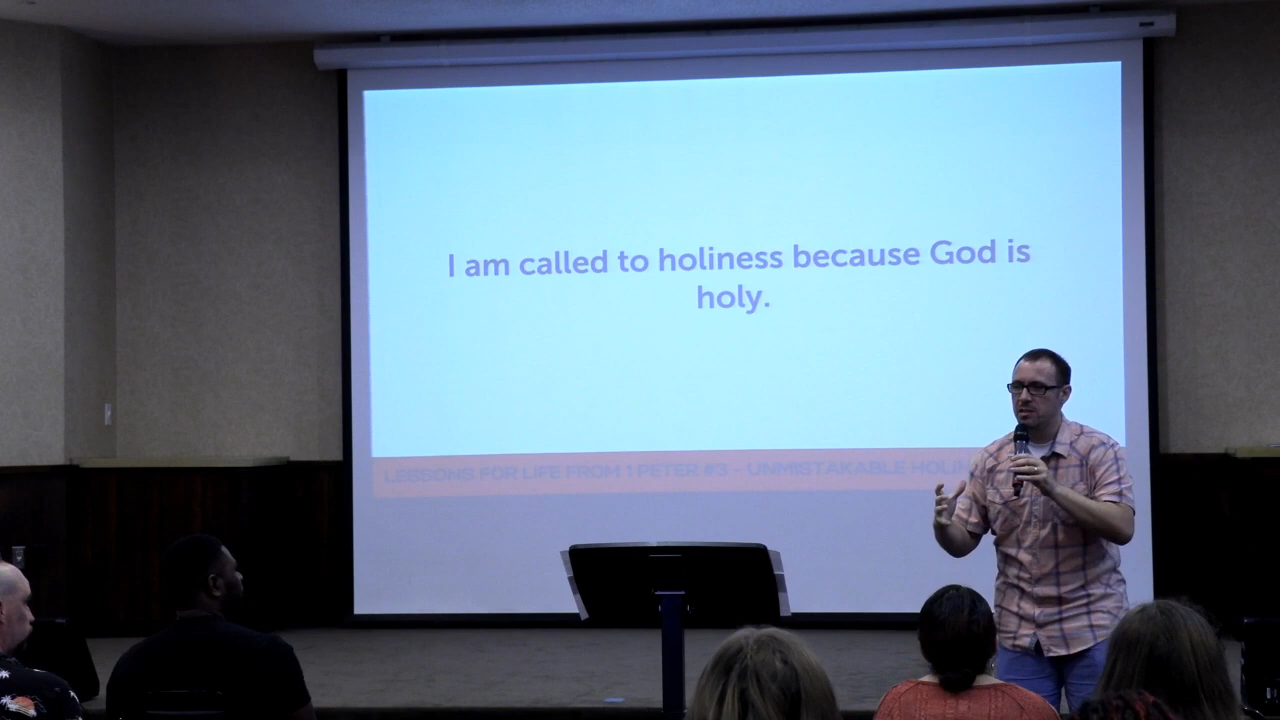 I am called to holiness because God is
holy.
LESSONS FOR LIFE FROM 1 PETER #3 - UNMISTAKABLE